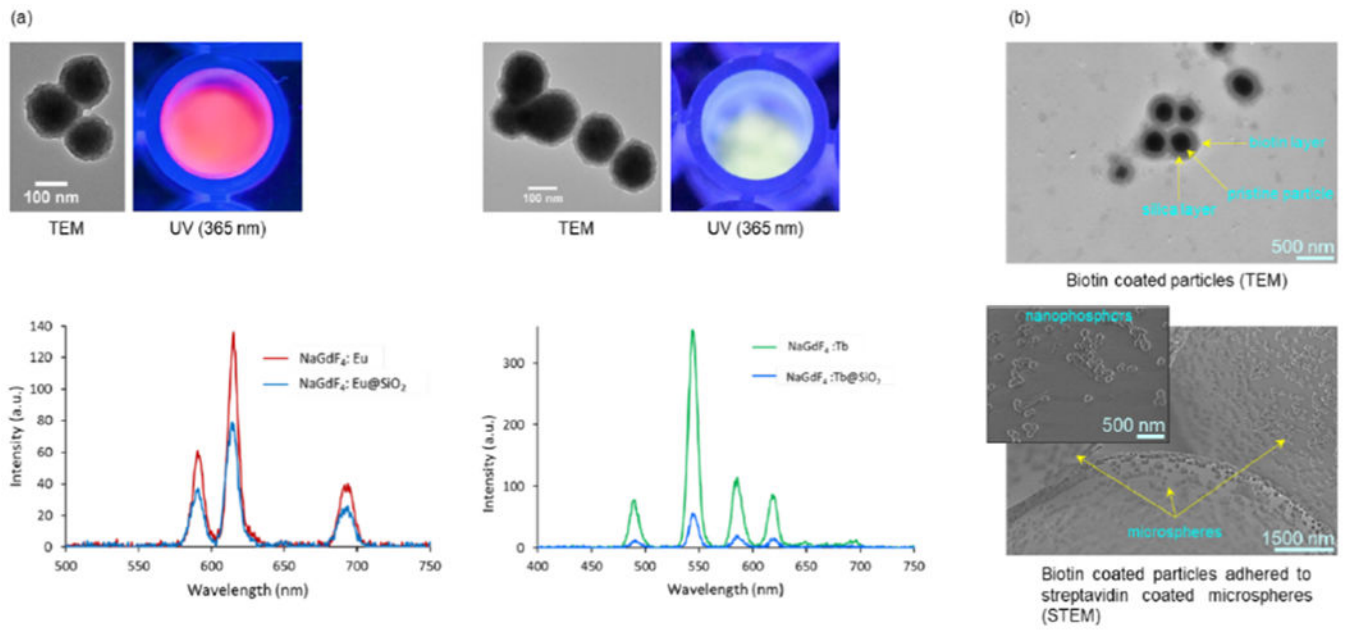 (a)
(b)
100 nm
100 nm
TEM
UV (365 nm)
TEM
UV (365 nm)
biotin layer
pristine particle
silica layer
500 nm
Biotin coated particles (TEM)
140
120
100
80
60
40
20
0
500
550
600
650
700
750
Intensity (a.u.)
Wavelength (nm)
NaGdF₄: Eu
NaGdF₄: Eu@SiO₂
300
200
100
0
400
450
500
550
600
650
700
750
Intensity (a.u.)
Wavelength (nm)
NaGdF₄ :Tb
NaGdF₄ :Tb@SiO₂
nanophosphors
500 nm
microspheres
1500 nm
Biotin coated particles adhered to
streptavidin coated microspheres
(STEM)